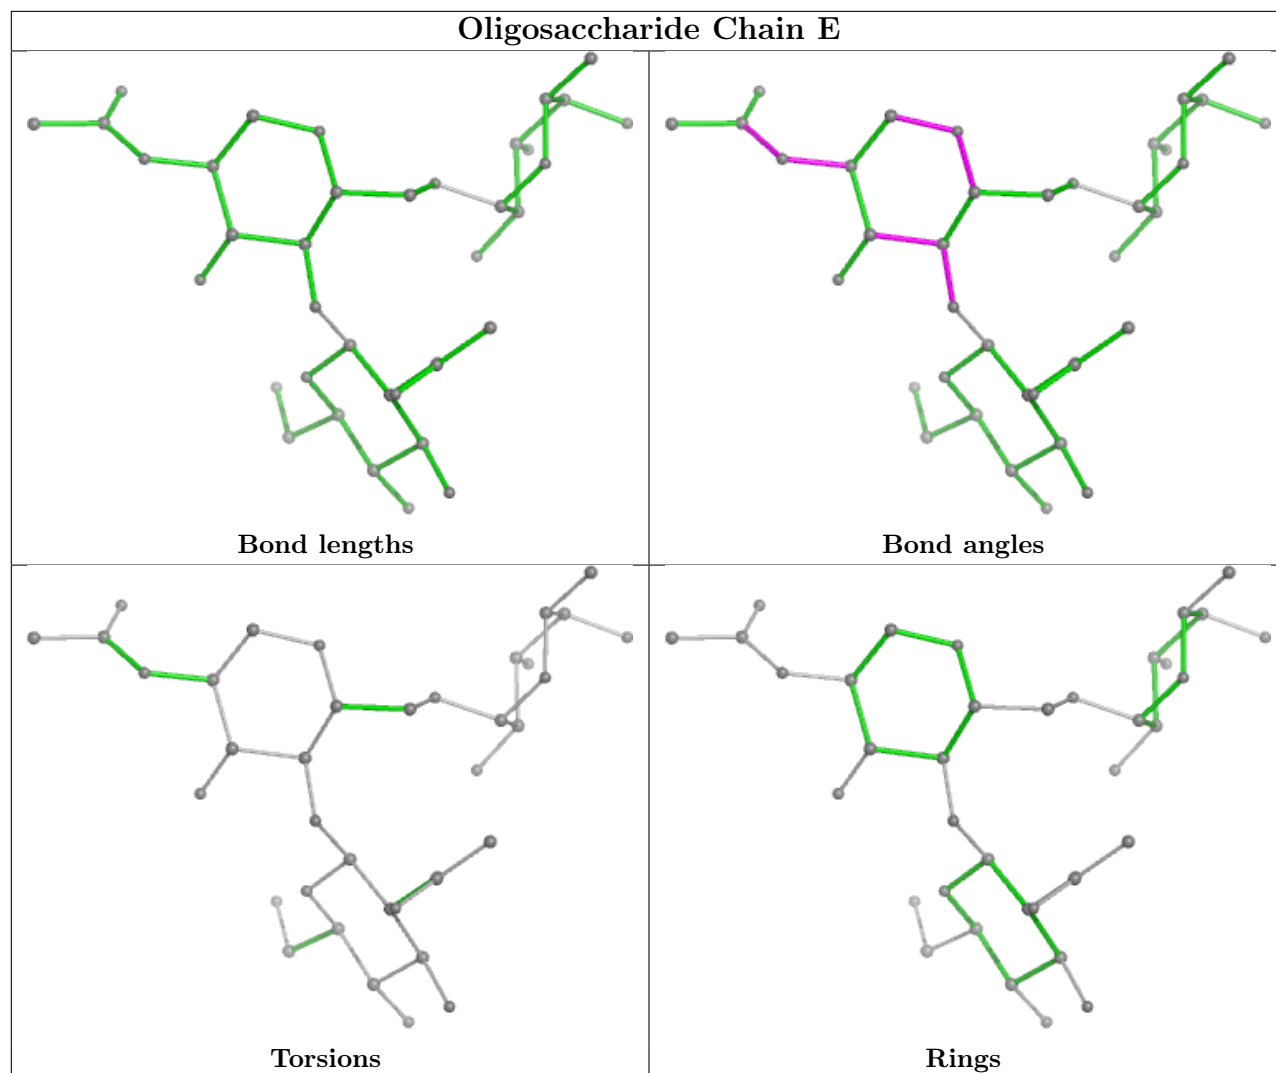 Oligosaccharide Chain E
Bond lengths
Bond angles
Torsions
Rings